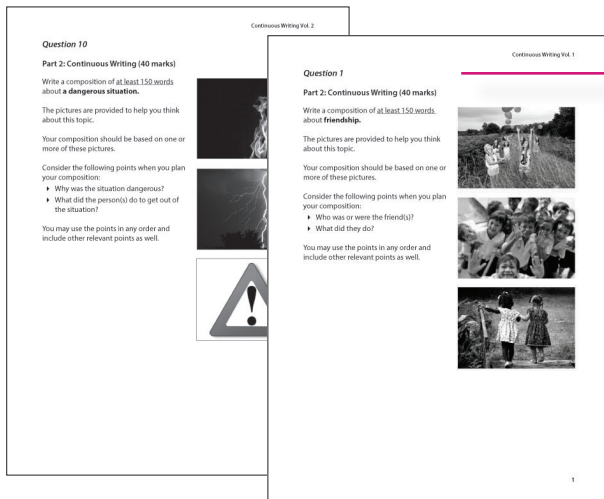 Continuous Writing Vol. 2
Question 10
Part 2: Continuous Writing (40 marks)
Write a composition of at least 150 words
about a dangerous situation.
The pictures are provided to help you think
about this topic.
Your composition should be based on one or
more of these pictures.
Consider the following points when you plan
your composition:
▸ Why was the situation dangerous?
▸ What did the person(s) do to get out of
the situation?
You may use the points in any order and
include other relevant points as well.
Continuous Writing Vol. 1
Question 1
Part 2: Continuous Writing (40 marks)
Write a composition of at least 150 words
about friendship.
The pictures are provided to help you think
about this topic.
Your composition should be based on one or
more of these pictures.
Consider the following points when you plan
your composition:
▸ Who was or were the friend(s)?
▸ What did they do?
You may use the points in any order and
include other relevant points as well.
1